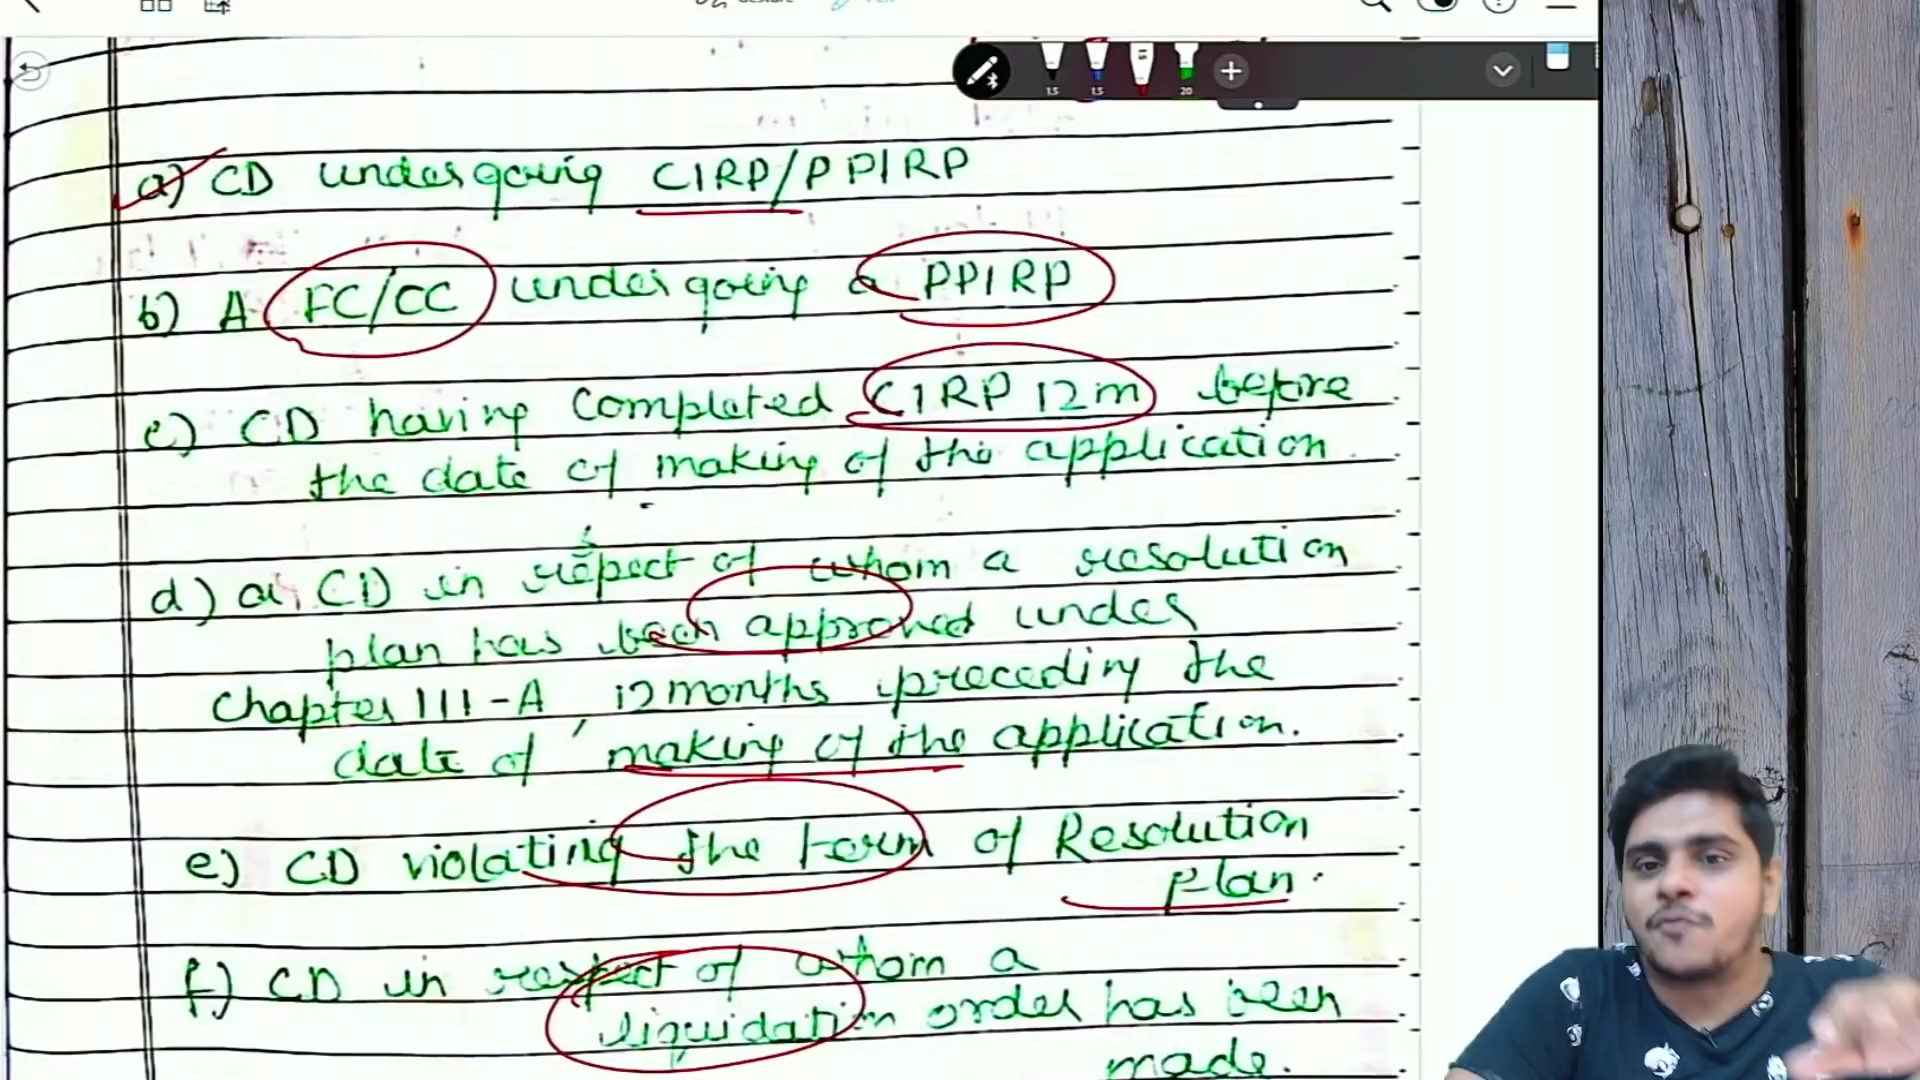 a) CD undergoing CIRP/PPIRP
b) A FC/CC undergoing a PPIRP
c) CD having completed CIRP 12m before
the date of making of the application
d) a CD in respect of whom a resolution
plan has been approved under
Chapter III-A, 12 months preceding the
date of making of the application.
e) CD violating the term of Resolution
Plan.
f) CD in respect of whom a
liquidation order has been
made.